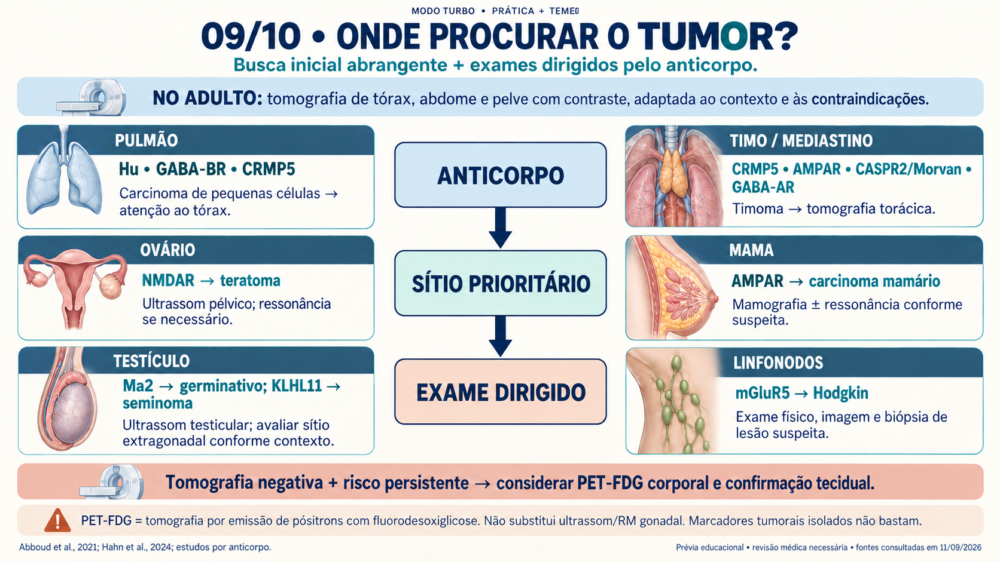 MODO TURBO • PRÁTICA + TEME
09/10 • ONDE PROCURAR O TUMOR?
Busca inicial abrangente + exames dirigidos pelo anticorpo.
NO ADULTO: tomografia de tórax, abdome e pelve com contraste, adaptada ao contexto e às contraindicações.
PULMÃO
Hu • GABA-BR • CRMP5
Carcinoma de pequenas células →
atenção ao tórax.
OVÁRIO
NMDAR → teratoma
Ultrassom pélvico; ressonância
se necessário.
TESTÍCULO
Ma2 → germinativo; KLHL11 →
seminoma
Ultrassom testicular; avaliar sítio
extragonadal conforme contexto.
ANTICORPO
SÍTIO PRIORITÁRIO
EXAME DIRIGIDO
TIMO / MEDIASTINO
CRMP5 • AMPAR • CASPR2/Morvan •
GABA-AR
Timoma → tomografia torácica.
MAMA
AMPAR → carcinoma mamário
Mamografia ± ressonância conforme
suspeita.
LINFONODOS
mGluR5 → Hodgkin
Exame físico, imagem e biópsia de
lesão suspeita.
Tomografia negativa + risco persistente → considerar PET-FDG corporal e confirmação tecidual.
PET-FDG = tomografia por emissão de pósitrons com fluorodesoxiglicose. Não substitui ultrassom/RM gonadal. Marcadores tumorais isolados não bastam.
Abboud et al., 2021; Hahn et al., 2024; estudos por anticorpo.
Prévia educacional • revisão médica necessária • fontes consultadas em 11/09/2026